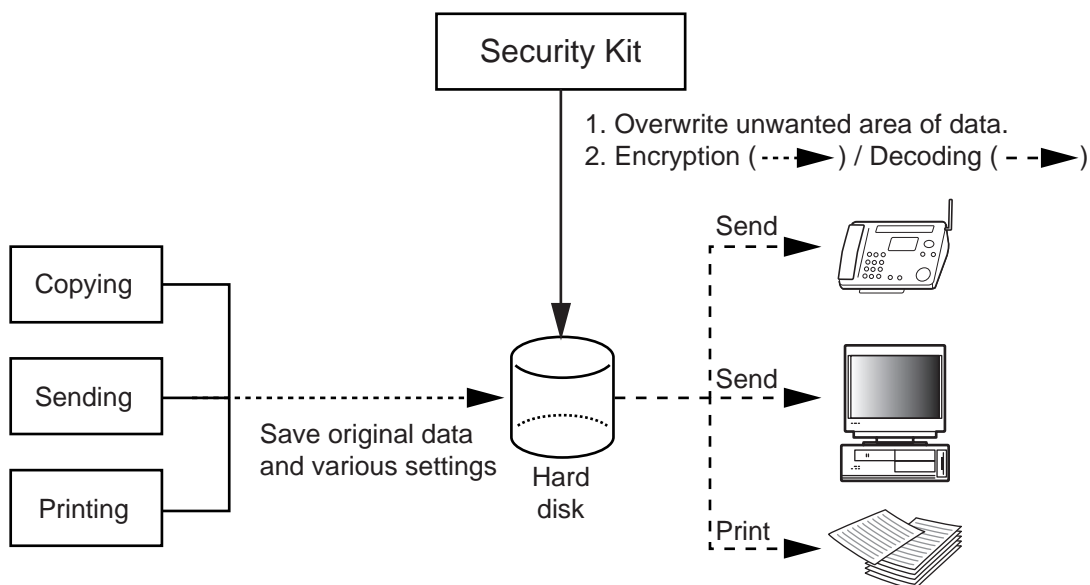 Security Kit
1. Overwrite unwanted area of data.
2. Encryption ( ) / Decoding ( )
Send
Copying
Sending
Send
Save original data
and various settings
Hard
disk
Printing
Print